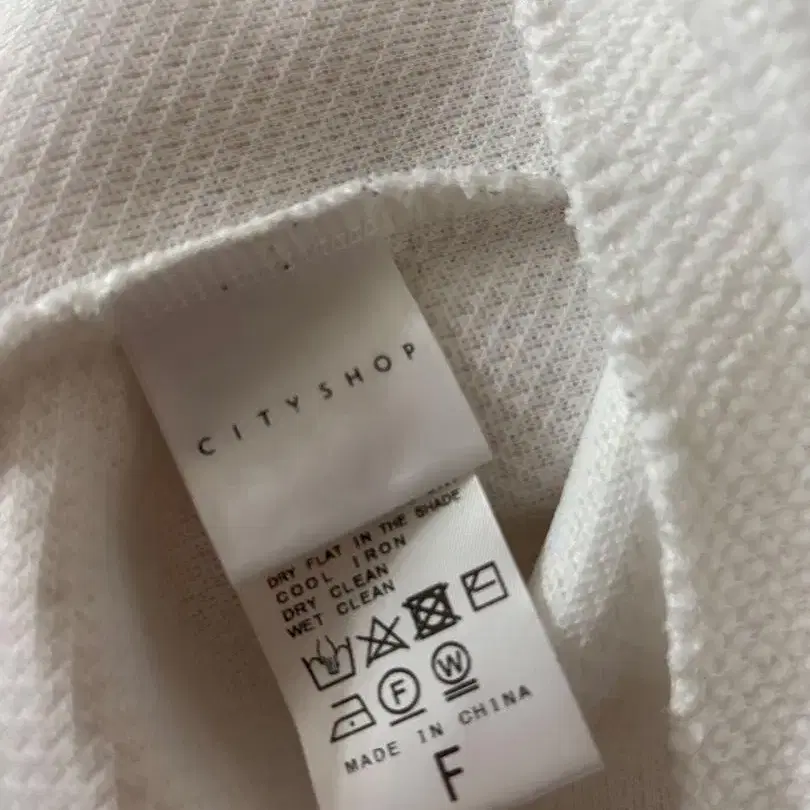 CITYSHOP
DRY FLAT IN THE SHADE
COOL IRON
DRY CLEAN
WET CLEAN
F W
MADE IN CHINA
F